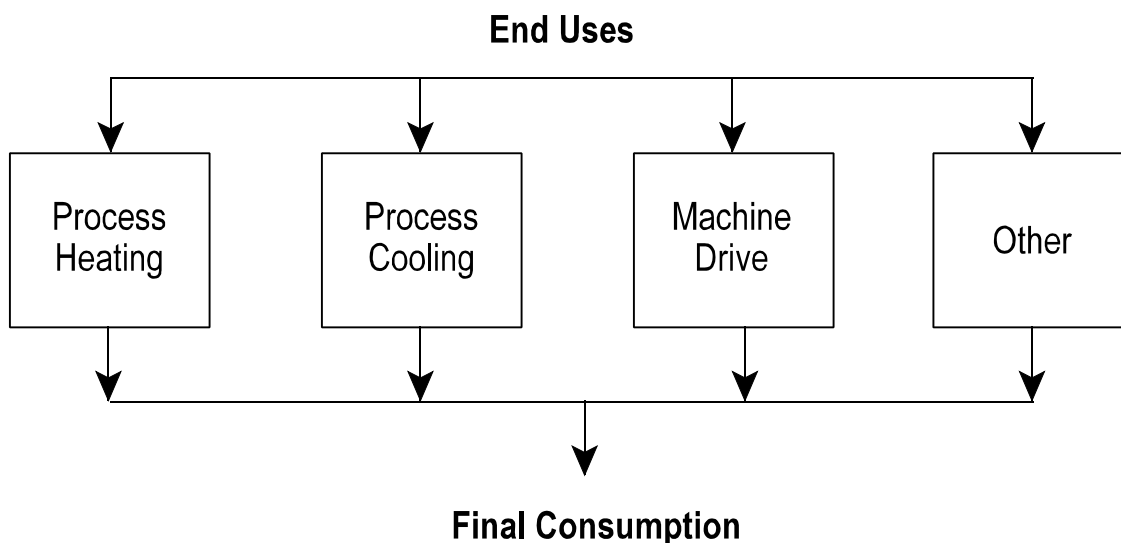 End Uses
Process
Heating
Process
Cooling
Machine
Drive
Other
Final Consumption